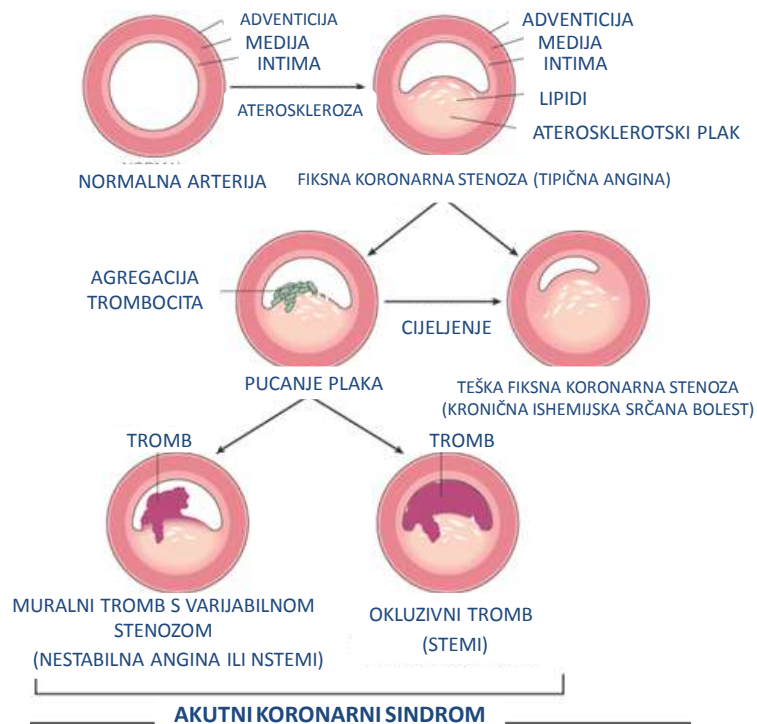 ADVENTICIJA
MEDIJA
INTIMA
ATEROSKLEROZA
NORMALNA ARTERIJA
ADVENTICIJA
MEDIJA
INTIMA
LIPIDI
ATEROSKLEROTSKI PLAK
FIKSNA KORONARNA STENOZA (TIPIČNA ANGINA)
AGREGACIJA
TROMBOCITA
CIJELJENJE
PUCANJE PLAKA
TEŠKA FIKSNA KORONARNA STENOZA
(KRONIČNA ISHEMIJSKA SRČANA BOLEST)
TROMB
TROMB
MURALNI TROMB S VARIJABILNOM
STENOZOM
(NESTABILNA ANGINA ILI NSTEMI)
OKLUZIVNI TROMB
(STEMI)
AKUTNI KORONARNI SINDROM